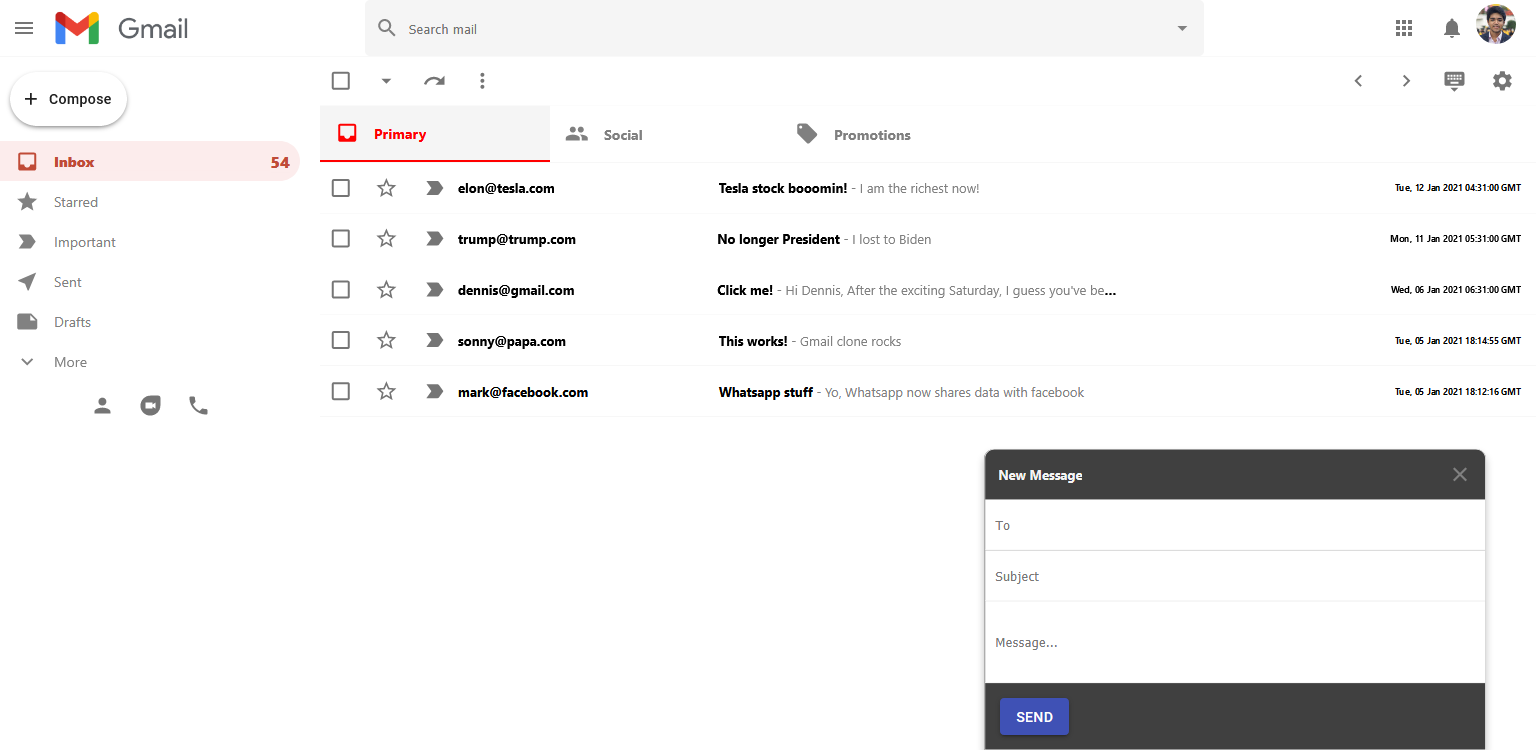 Gmail
Search mail
Compose
Inbox 54
Starred
Important
Sent
Drafts
More
Primary Social Promotions
elon@tesla.com Tesla stock booomin! - I am the richest now! Tue, 12 Jan 2021 04:31:00 GMT
trump@trump.com No longer President - I lost to Biden Mon, 11 Jan 2021 05:31:00 GMT
dennis@gmail.com Click me! - Hi Dennis, After the exciting Saturday, I guess you've be... Wed, 06 Jan 2021 06:31:00 GMT
sonny@papa.com This works! - Gmail clone rocks Tue, 05 Jan 2021 18:14:55 GMT
mark@facebook.com Whatsapp stuff - Yo, Whatsapp now shares data with facebook Tue, 05 Jan 2021 18:12:16 GMT
New Message
To
Subject
Message...
SEND